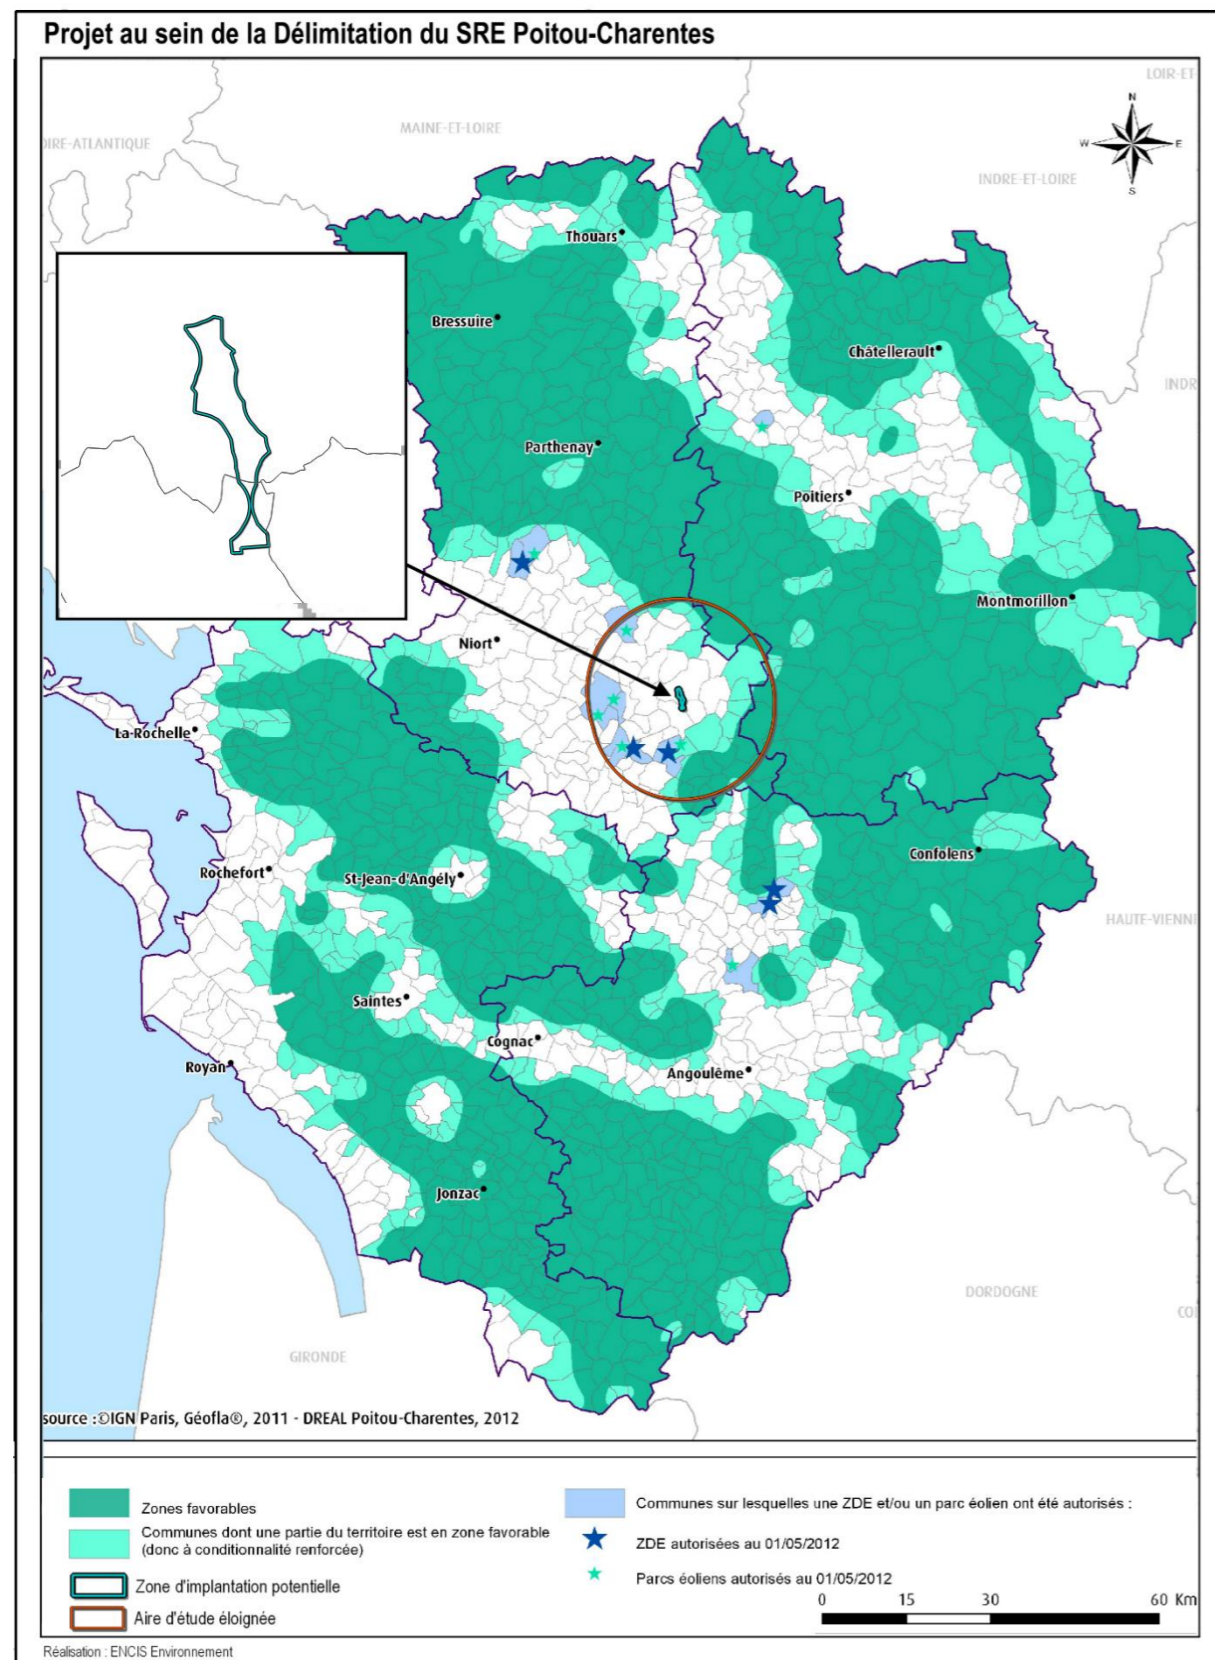 Projet au sein de la Délimitation du SRE Poitou-Charentes
LOIR-ET-
MAINE-ET-LOIRE
OIRE-ATLANTIQUE
N
W
E
S
INDRE-ET-LOIRE
Thouars
Bressuire
Châtellerault
INDR
Parthenay
Poitiers
Montmorillon
Niort
La-Rochelle
Confolens
Rochefort
St-Jean-d'Angély
HAUTE-VIENN
Saintes
Cognac
Royan
Angoulême
Jonzac
DORDOGNE
CO
GIRONDE
source :©IGN Paris, Géofla®, 2011 - DREAL Poitou-Charentes, 2012
Zones favorables
Communes dont une partie du territoire est en zone favorable
(donc à conditionnalité renforcée)
Zone d'implantation potentielle
Aire d'étude éloignée
Communes sur lesquelles une ZDE et/ou un parc éolien ont été autorisés :
ZDE autorisées au 01/05/2012
Parcs éoliens autorisés au 01/05/2012
0 15 30 60 Km
Réalisation : ENCIS Environnement